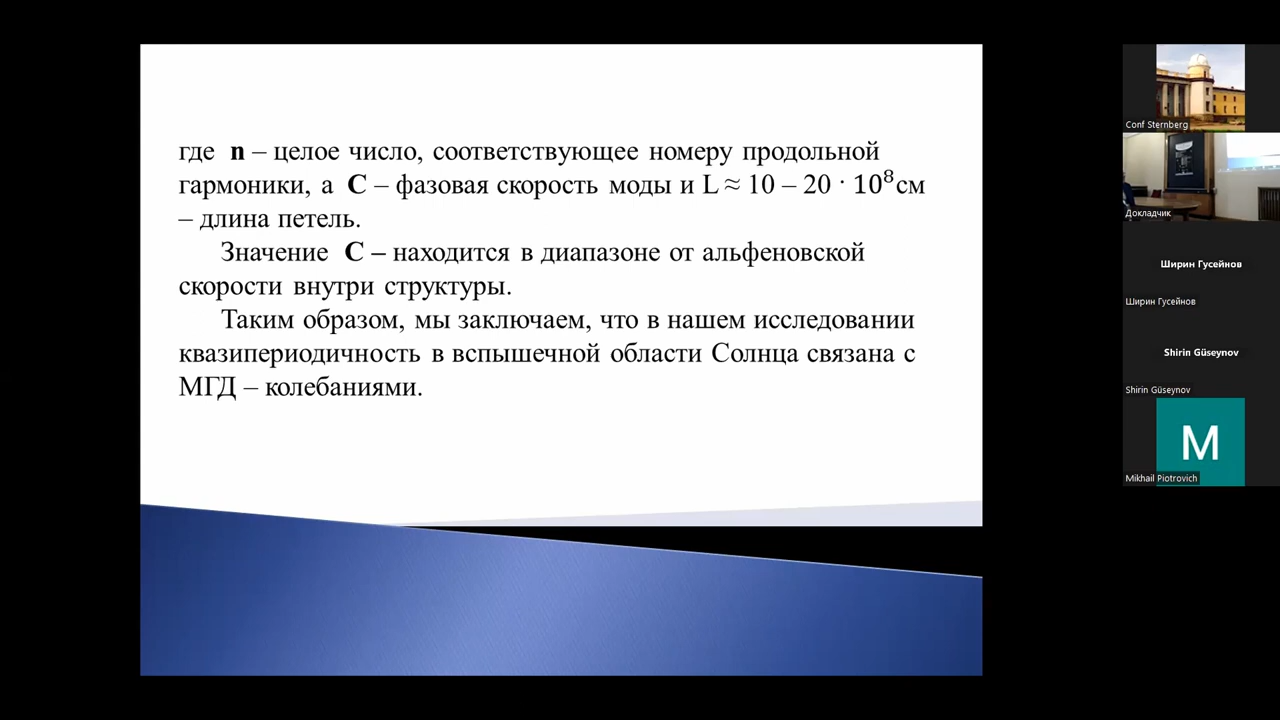 где n – целое число, соответствующее номеру продольной
гармоники, а С – фазовая скорость моды и L ≈ 10 – 20 · 10⁸см
– длина петель.
Значение С – находится в диапазоне от альфеновской
скорости внутри структуры.
Таким образом, мы заключаем, что в нашем исследовании
квазипериодичность в вспышечной области Солнца связана с
МГД – колебаниями.
Conf Sternberg
Докладчик
Ширин Гусейнов
Ширин Гусейнов
Shirin Güseynov
Shirin Güseynov
M
Mikhail Piotrovich